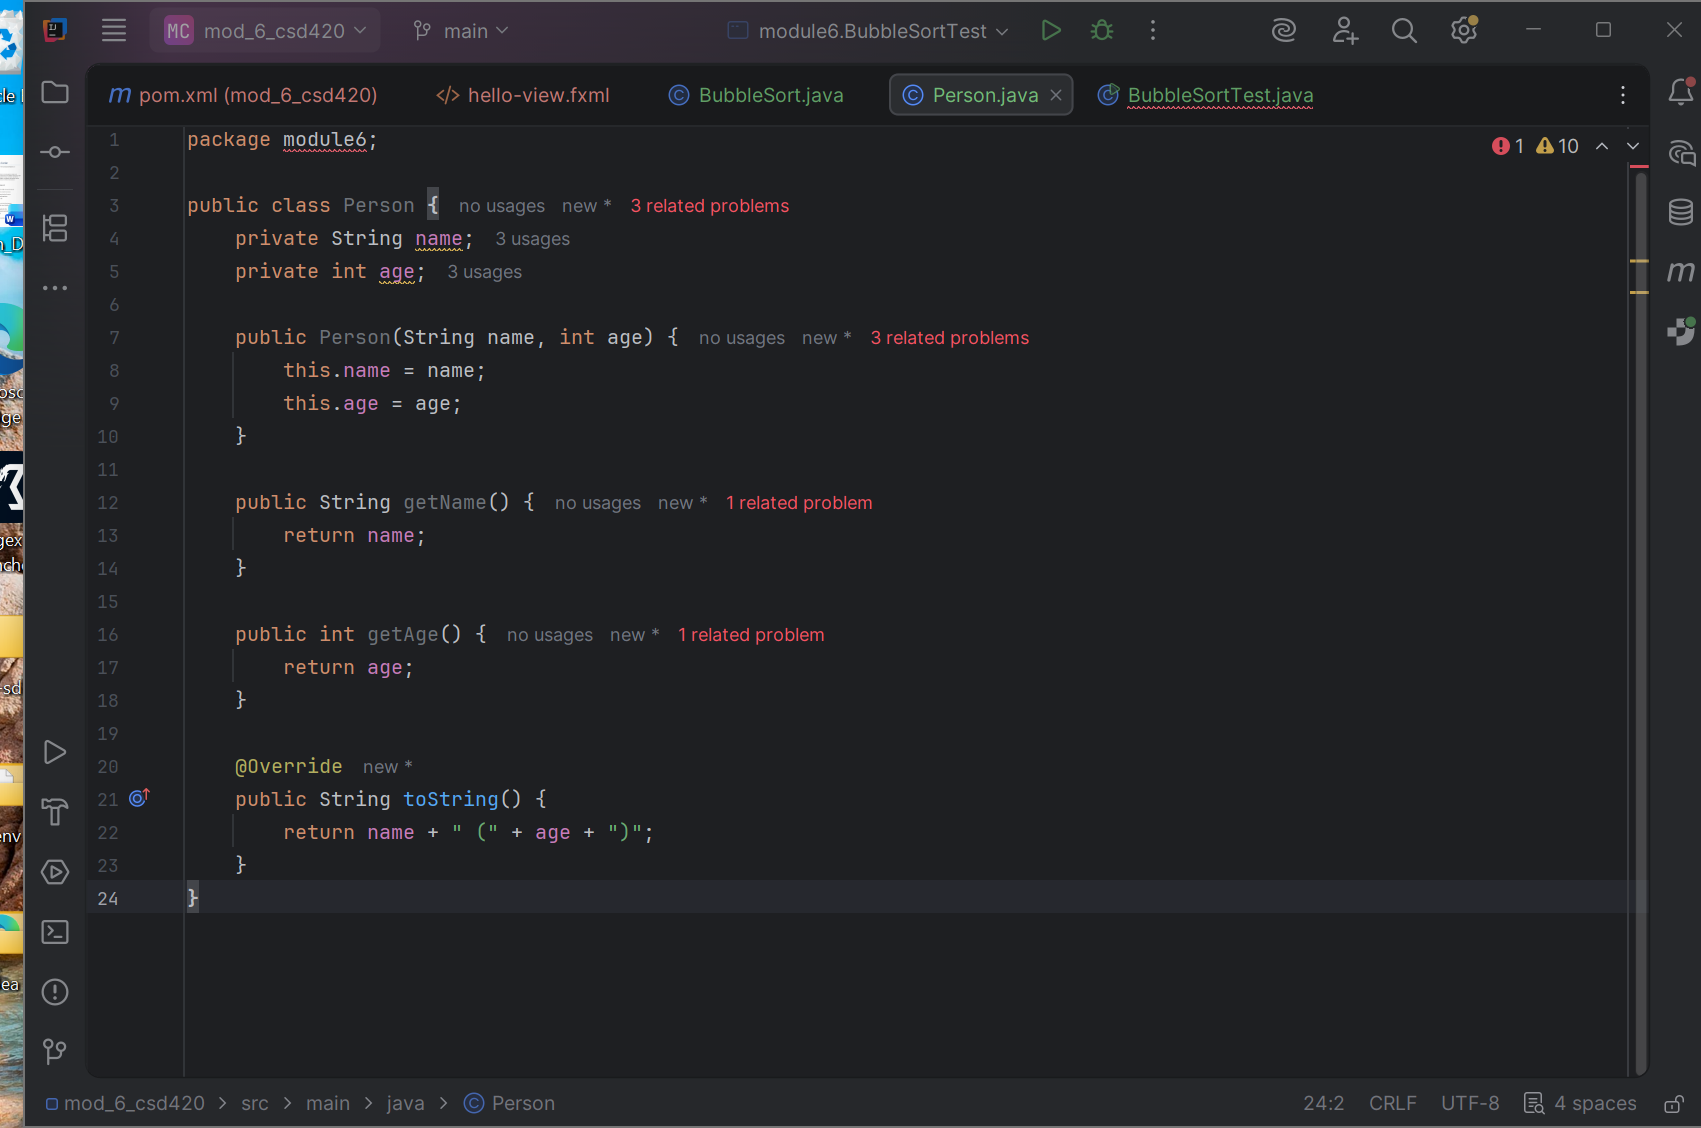 MC mod_6_csd420 main module6.BubbleSortTest
pom.xml (mod_6_csd420) hello-view.fxml BubbleSort.java Person.java BubbleSortTest.java
1 package module6; 1 10
2
3 public class Person { no usages new * 3 related problems
4 private String name; 3 usages
5 private int age; 3 usages
6
7 public Person(String name, int age) { no usages new * 3 related problems
8 this.name = name;
9 this.age = age;
10 }
11
12 public String getName() { no usages new * 1 related problem
13 return name;
14 }
15
16 public int getAge() { no usages new * 1 related problem
17 return age;
18 }
19
20 @Override new *
21 public String toString() {
22 return name + " (" + age + ")";
23 }
24 }
mod_6_csd420 > src > main > java > Person 24:2 CRLF UTF-8 4 spaces